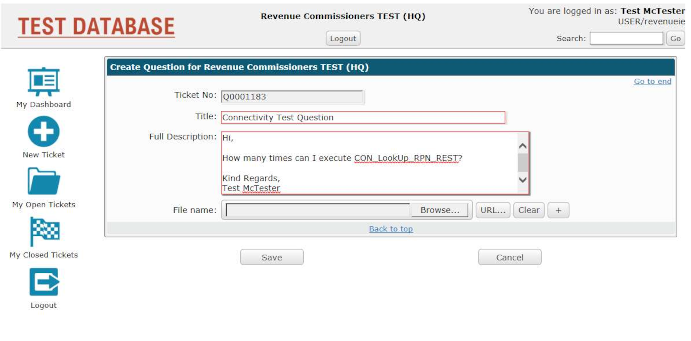 TEST DATABASE
Revenue Commissioners TEST (HQ)
Logout
You are logged in as: Test McTester
USER/revenueie
Search:
Go
My Dashboard
New Ticket
My Open Tickets
My Closed Tickets
Logout
Create Question for Revenue Commissioners TEST (HQ)
Go to end
Ticket No: Q0001183
Title: Connectivity Test Question
Full Description: Hi,
How many times can I execute CON_LookUp_RPN_REST?
Kind Regards,
Test McTester
File name: Browse... URL... Clear +
Back to top
Save Cancel